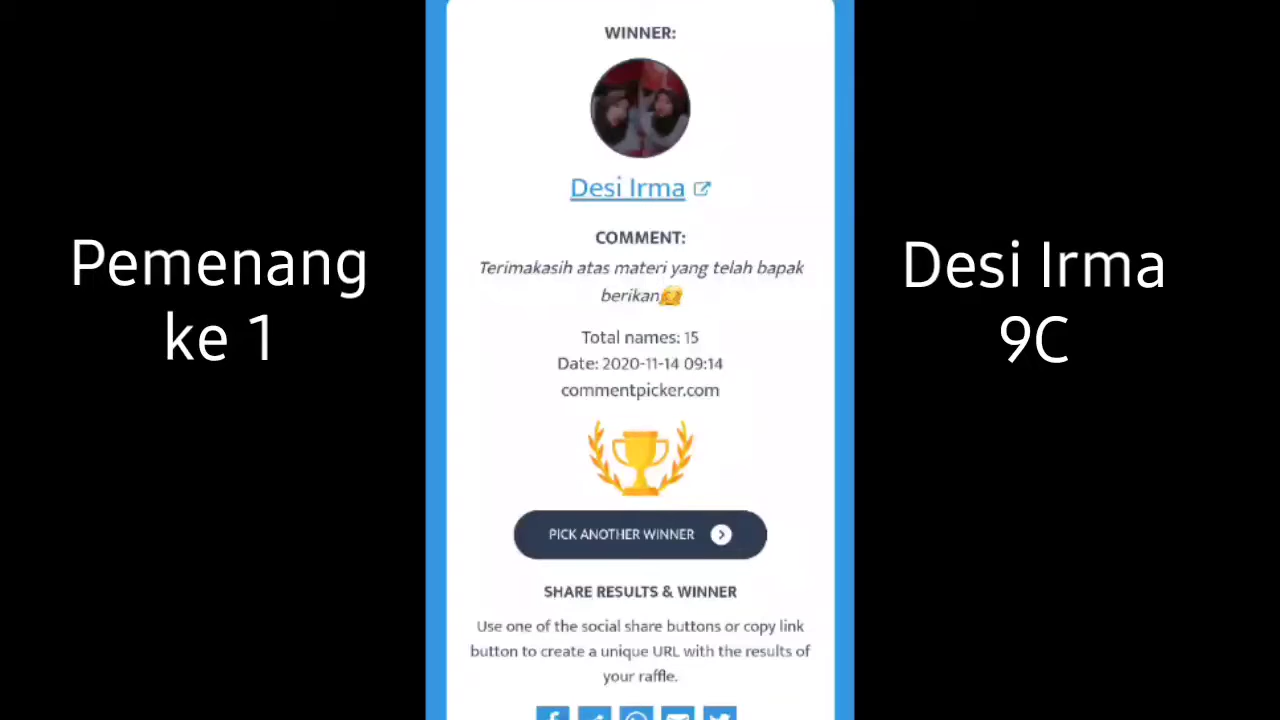 WINNER:
Desi Irma
COMMENT:
Terimakasih atas materi yang telah bapak
berikan🤗
Total names: 15
Date: 2020-11-14 09:14
commentpicker.com
PICK ANOTHER WINNER
SHARE RESULTS & WINNER
Use one of the social share buttons or copy link
button to create a unique URL with the results of
your raffle.
Pemenang
ke 1
Desi Irma
9C